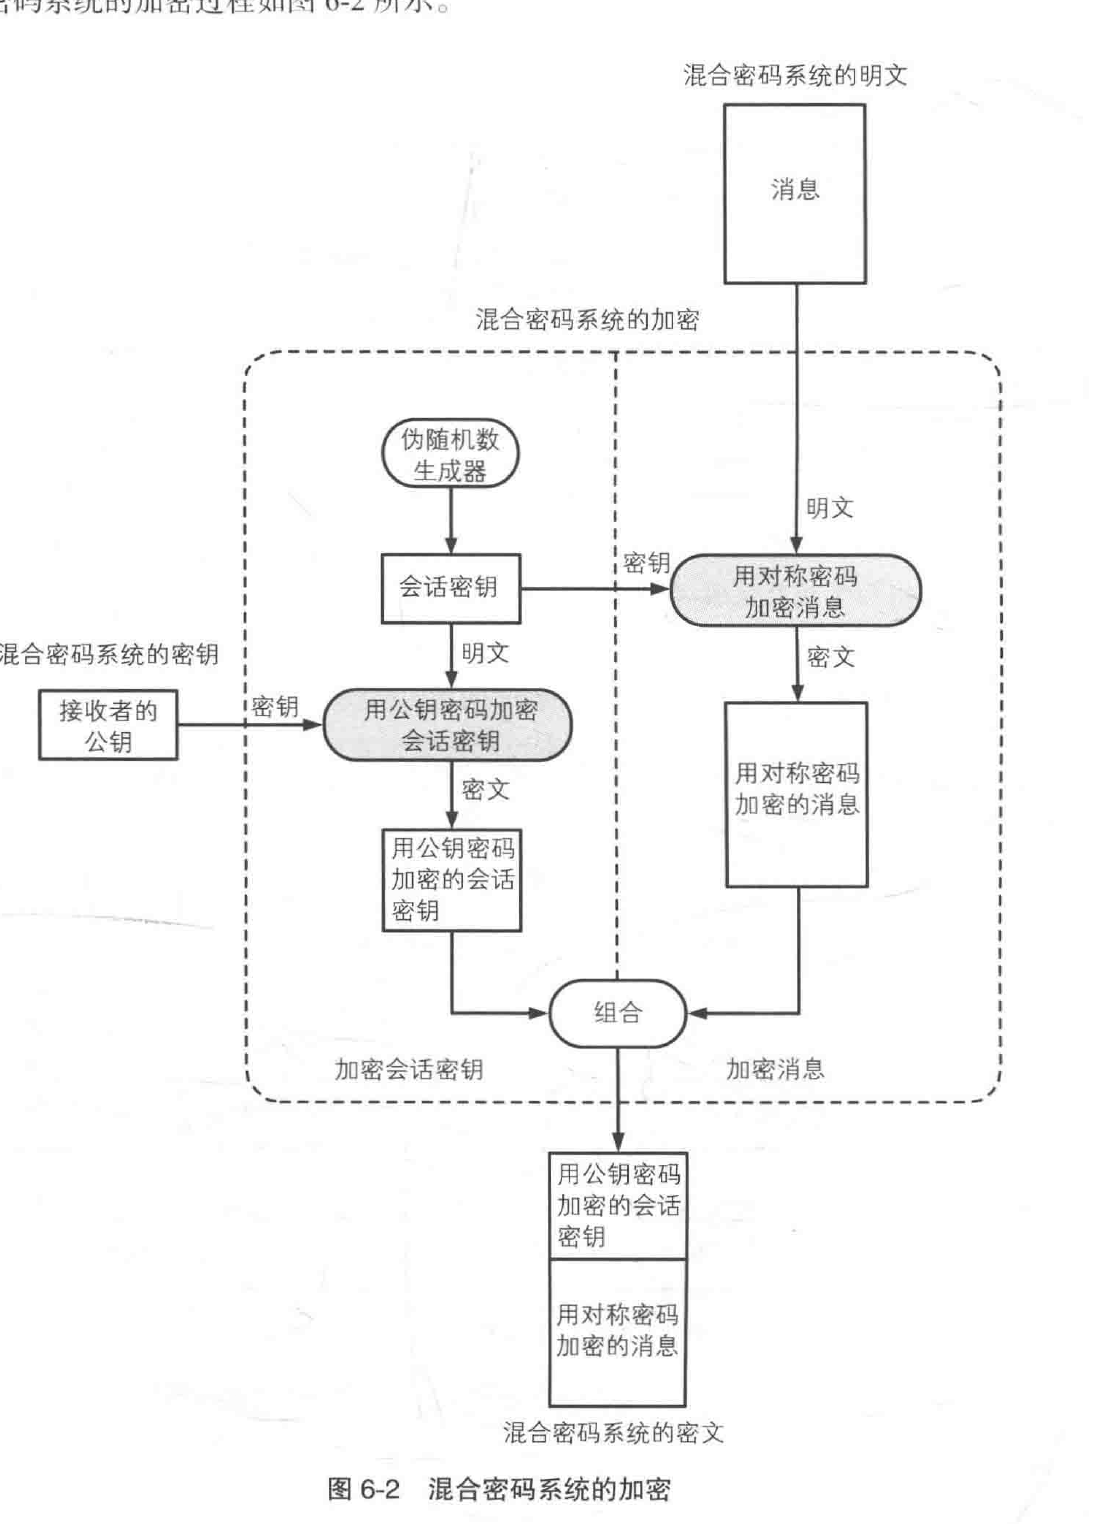 密码系统的加密过程如图 6-2 所示。
混合密码系统的明文
消息
混合密码系统的加密
伪随机数
生成器
明文
会话密钥
密钥
用对称密码
加密消息
混合密码系统的密钥
明文
密文
接收者的
公钥
密钥
用公钥密码加密
会话密钥
密文
用对称密码
加密的消息
用公钥密码
加密的会话
密钥
组合
加密会话密钥
加密消息
用公钥密码
加密的会话
密钥
用对称密码
加密的消息
混合密码系统的密文
图 6-2 混合密码系统的加密